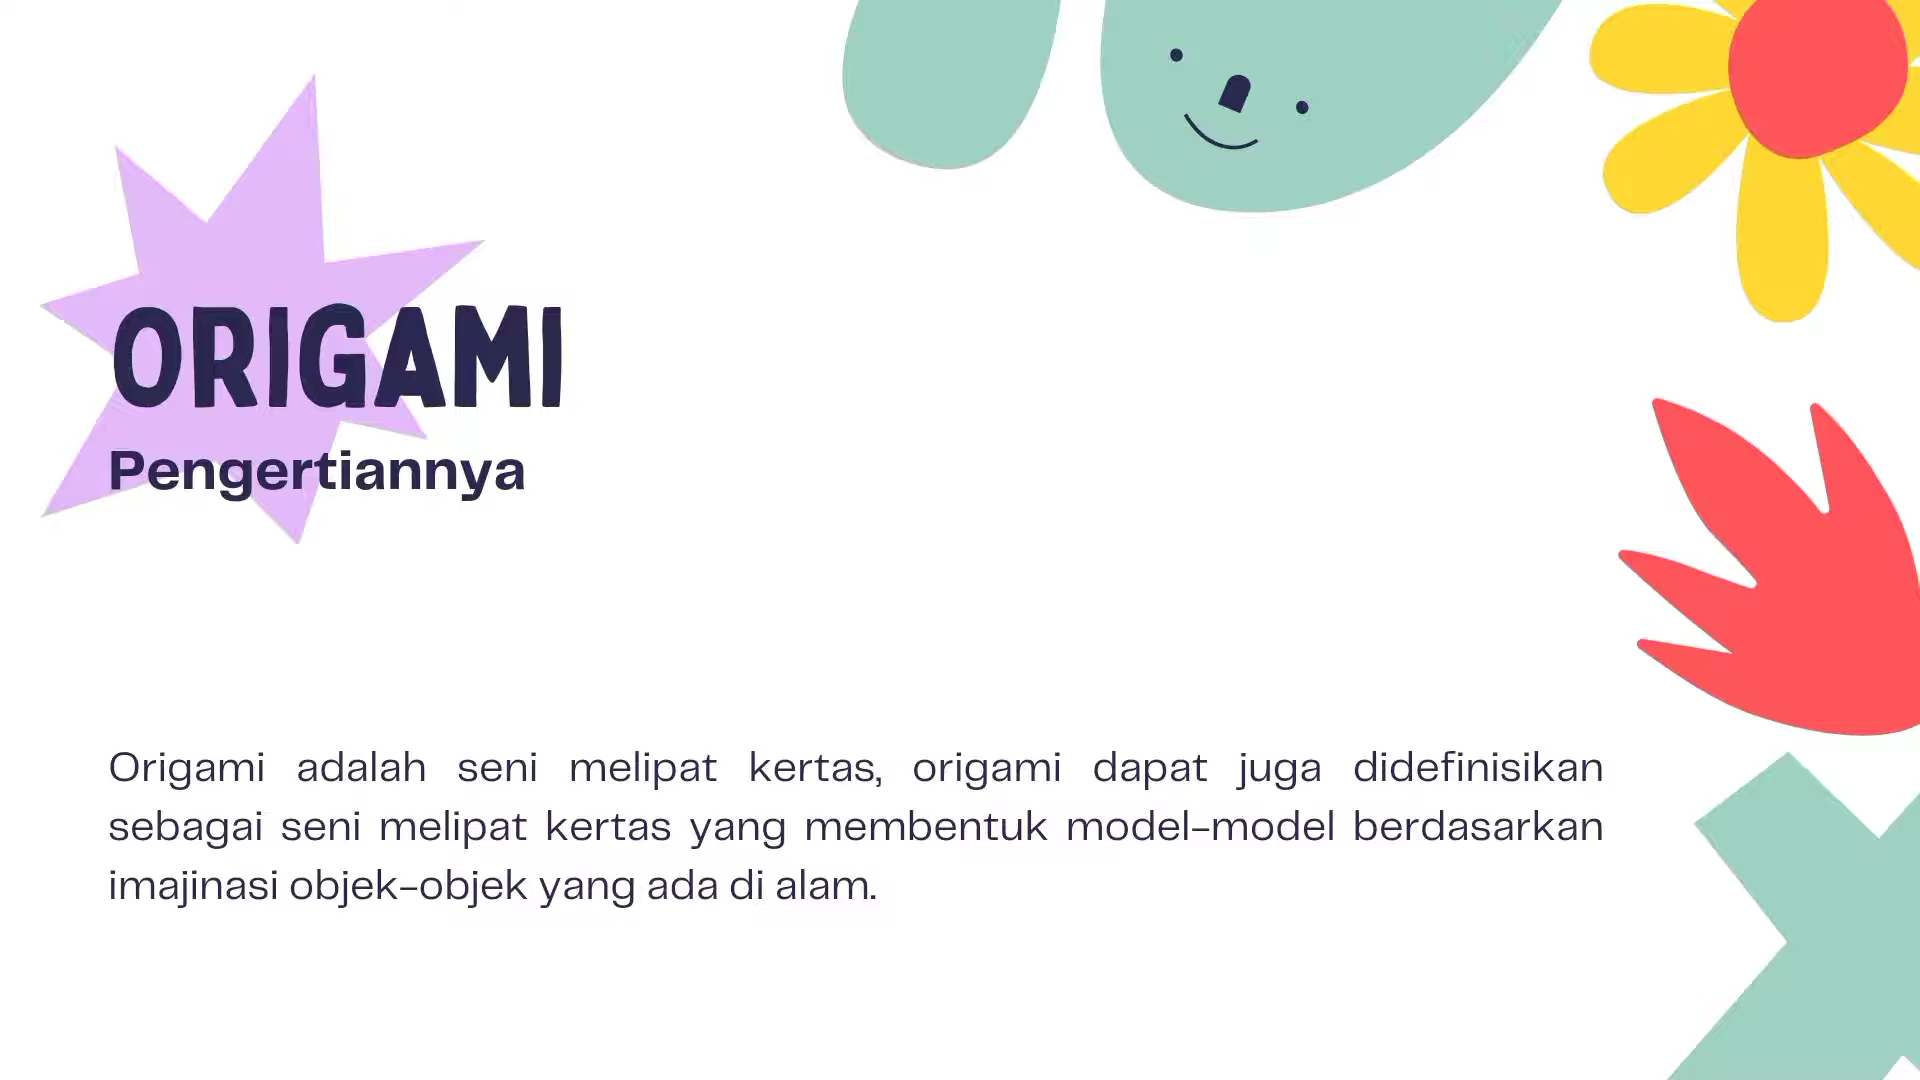 ORIGAMI
Pengertiannya
Origami adalah seni melipat kertas, origami dapat juga didefinisikan
sebagai seni melipat kertas yang membentuk model-model berdasarkan
imajinasi objek-objek yang ada di alam.